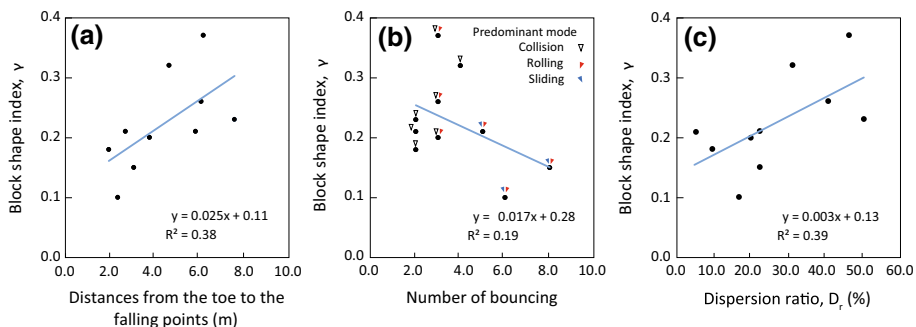 (a)
Block shape index, γ
0.4
0.3
0.2
0.1
0.0
y = 0.025x + 0.11
R² = 0.38
0.0 2.0 4.0 6.0 8.0 10.0
Distances from the toe to the
falling points (m)
(b)
Block shape index, γ
0.4
0.3
0.2
0.1
0.0
Predominant mode
Collision
Rolling
Sliding
y = 0.017x + 0.28
R² = 0.19
0.0 2.0 4.0 6.0 8.0 10.0
Number of bouncing
(c)
Block shape index, γ
0.4
0.3
0.2
0.1
0.0
y = 0.003x + 0.13
R² = 0.39
0.0 10.0 20.0 30.0 40.0 50.0 60.0
Dispersion ratio, Dr (%)